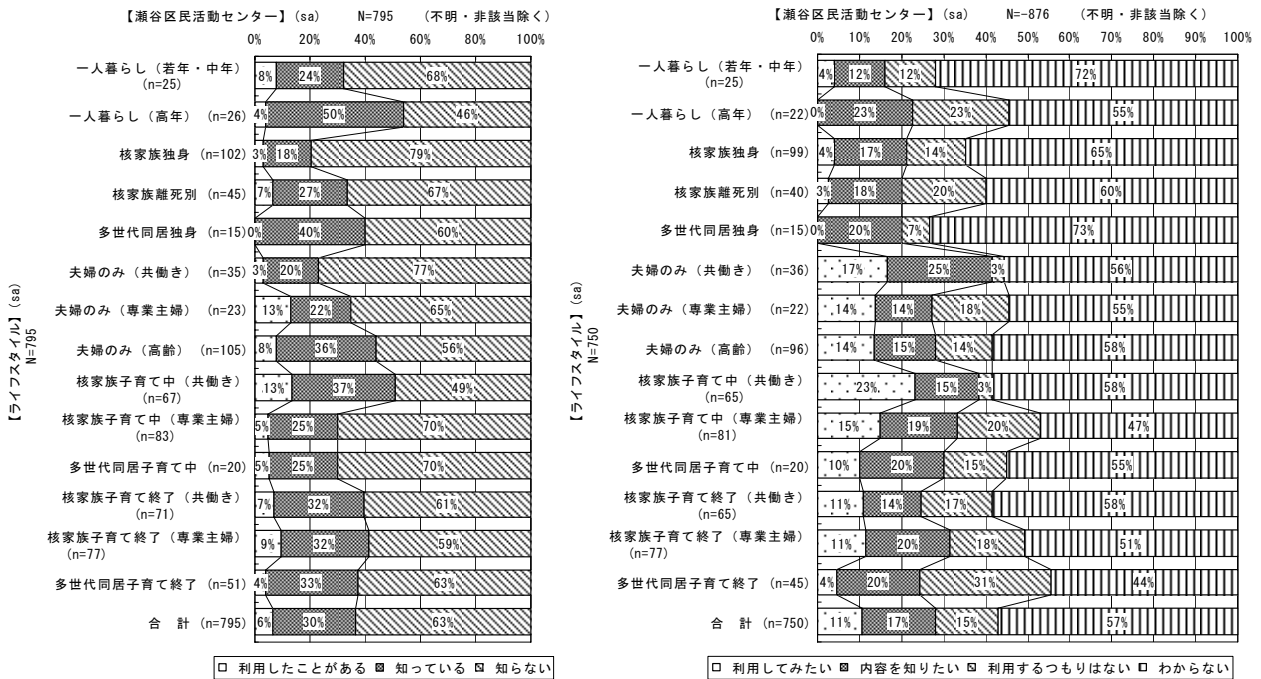 【瀬谷区民活動センター】(sa) N=795 (不明・非該当除く)
0% 20% 40% 60% 80% 100%
一人暮らし(若年・中年)
(n=25)
8% 24% 68%
一人暮らし(高年) (n=26) 4% 50% 46%
核家族独身 (n=102) 3% 18% 79%
核家族離死別 (n=45) 7% 27% 67%
多世代同居独身 (n=15) 0% 40% 60%
夫婦のみ(共働き) (n=35) 3% 20% 77%
夫婦のみ(専業主婦) (n=23) 13% 22% 65%
夫婦のみ(高齢) (n=105) 8% 36% 56%
核家族子育て中(共働き)
(n=67)
13% 37% 49%
核家族子育て中(専業主婦)
(n=83)
5% 25% 70%
多世代同居子育て中 (n=20) 5% 25% 70%
核家族子育て終了(共働き)
(n=71)
7% 32% 61%
核家族子育て終了(専業主婦)
(n=77)
9% 32% 59%
多世代同居子育て終了 (n=51) 4% 33% 63%
合 計 (n=795) 6% 30% 63%
【ライフスタイル】(sa)
N=795
利用したことがある 知っている 知らない
【瀬谷区民活動センター】(sa) N=-876 (不明・非該当除く)
0% 10% 20% 30% 40% 50% 60% 70% 80% 90% 100%
一人暮らし(若年・中年)
(n=25)
4% 12% 12% 72%
一人暮らし(高年) (n=22) 0% 23% 23% 55%
核家族独身 (n=99) 4% 17% 14% 65%
核家族離死別 (n=40) 3% 18% 20% 60%
多世代同居独身 (n=15) 0% 20% 7% 73%
夫婦のみ(共働き) (n=36) 17% 25% 3% 56%
夫婦のみ(専業主婦) (n=22) 14% 14% 18% 55%
夫婦のみ(高齢) (n=96) 14% 15% 14% 58%
核家族子育て中(共働き)
(n=65)
23% 15% 3% 58%
核家族子育て中(専業主婦)
(n=81)
15% 19% 20% 47%
多世代同居子育て中 (n=20) 10% 20% 15% 55%
核家族子育て終了(共働き)
(n=65)
11% 14% 17% 58%
核家族子育て終了(専業主婦)
(n=77)
11% 20% 18% 51%
多世代同居子育て終了 (n=45) 4% 20% 31% 44%
合 計 (n=750) 11% 17% 15% 57%
【ライフスタイル】(sa)
N=750
利用してみたい 内容を知りたい 利用するつもりはない わからない